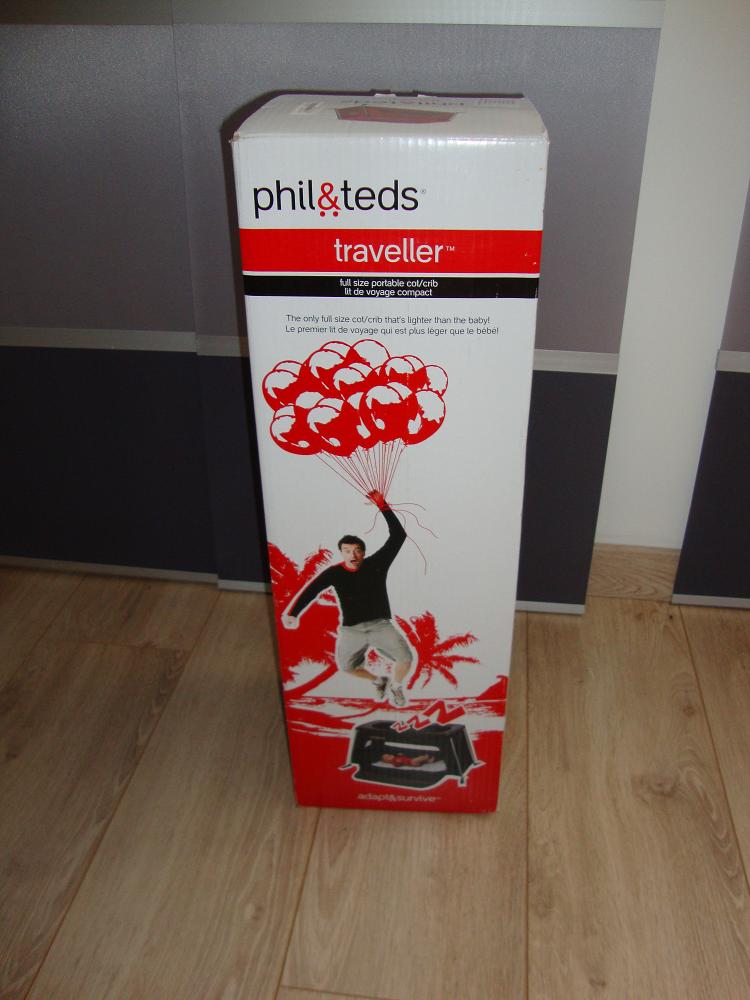 phil&teds®
traveller™
full size portable cot/crib
lit de voyage compact
The only full size cot/crib that's lighter than the baby!
Le premier lit de voyage qui est plus léger que le bébé!
zzZZ
adapt&survive™